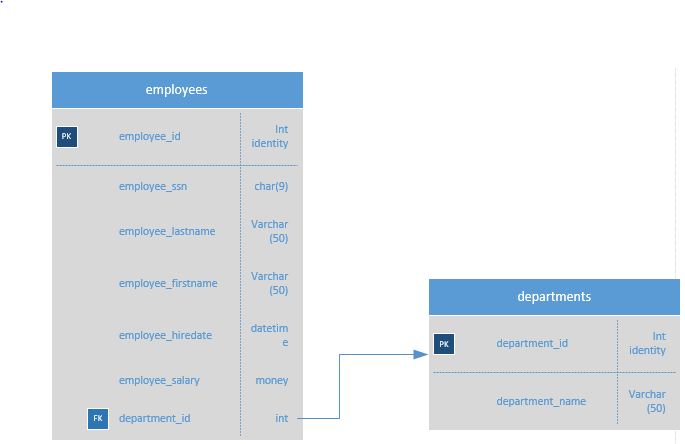 .
employees
PK employee_id Int
identity
employee_ssn char(9)
employee_lastname Varchar
(50)
employee_firstname Varchar
(50)
employee_hiredate datetim
e
employee_salary money
FK department_id int
departments
PK department_id Int
identity
department_name Varchar
(50)